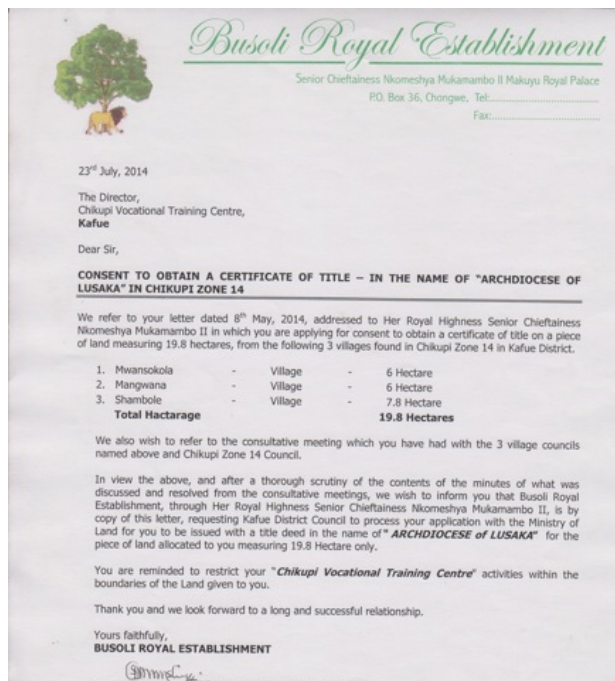 Busoli Royal Establishment
Senior Chieftainess Nkomeshya Mukamambo II Makuyu Royal Palace
P.O. Box 36, Chongwe, Tel:
Fax:
23rd July, 2014
The Director,
Chikupi Vocational Training Centre,
Kafue
Dear Sir,
CONSENT TO OBTAIN A CERTIFICATE OF TITLE – IN THE NAME OF "ARCHDIOCESE OF
LUSAKA" IN CHIKUPI ZONE 14
We refer to your letter dated 8th May, 2014, addressed to Her Royal Highness Senior Chieftainess
Nkomeshya Mukamambo II in which you are applying for consent to obtain a certificate of title on a piece
of land measuring 19.8 hectares, from the following 3 villages found in Chikupi Zone 14 in Kafue District.
1. Mwansokola - Village - 6 Hectare
2. Mangwana - Village - 6 Hectare
3. Shambole - Village - 7.8 Hectare
Total Hactarage 19.8 Hectares
We also wish to refer to the consultative meeting which you have had with the 3 village councils
named above and Chikupi Zone 14 Council.
In view the above, and after a thorough scrutiny of the contents of the minutes of what was
discussed and resolved from the consultative meetings, we wish to inform you that Busoli Royal
Establishment, through Her Royal Highness Senior Chieftainess Nkomeshya Mukamambo II, is by
copy of this letter, requesting Kafue District Council to process your application with the Ministry of
Land for you to be issued with a title deed in the name of" ARCHDIOCESE of LUSAKA" for the
piece of land allocated to you measuring 19.8 Hectare only.
You are reminded to restrict your "Chikupi Vocational Training Centre" activities within the
boundaries of the Land given to you.
Thank you and we look forward to a long and successful relationship.
Yours faithfully,
BUSOLI ROYAL ESTABLISHMENT